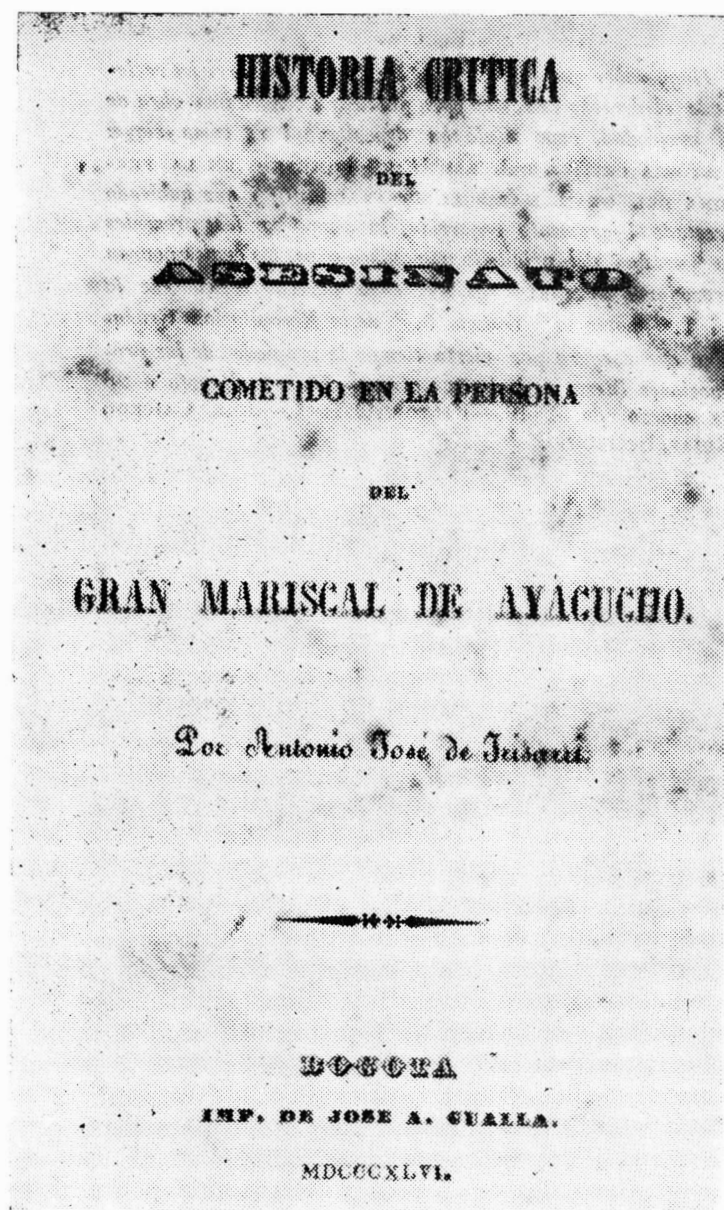 HISTORIA CRITICA
DEL
ASESINATO
COMETIDO EN LA PERSONA
DEL
GRAN MARISCAL DE AYACUCHO.
Por Antonio José de Irisarri.
BOGOTA
IMP. DE JOSE A. CUALLA.
MDCCCXLVI.